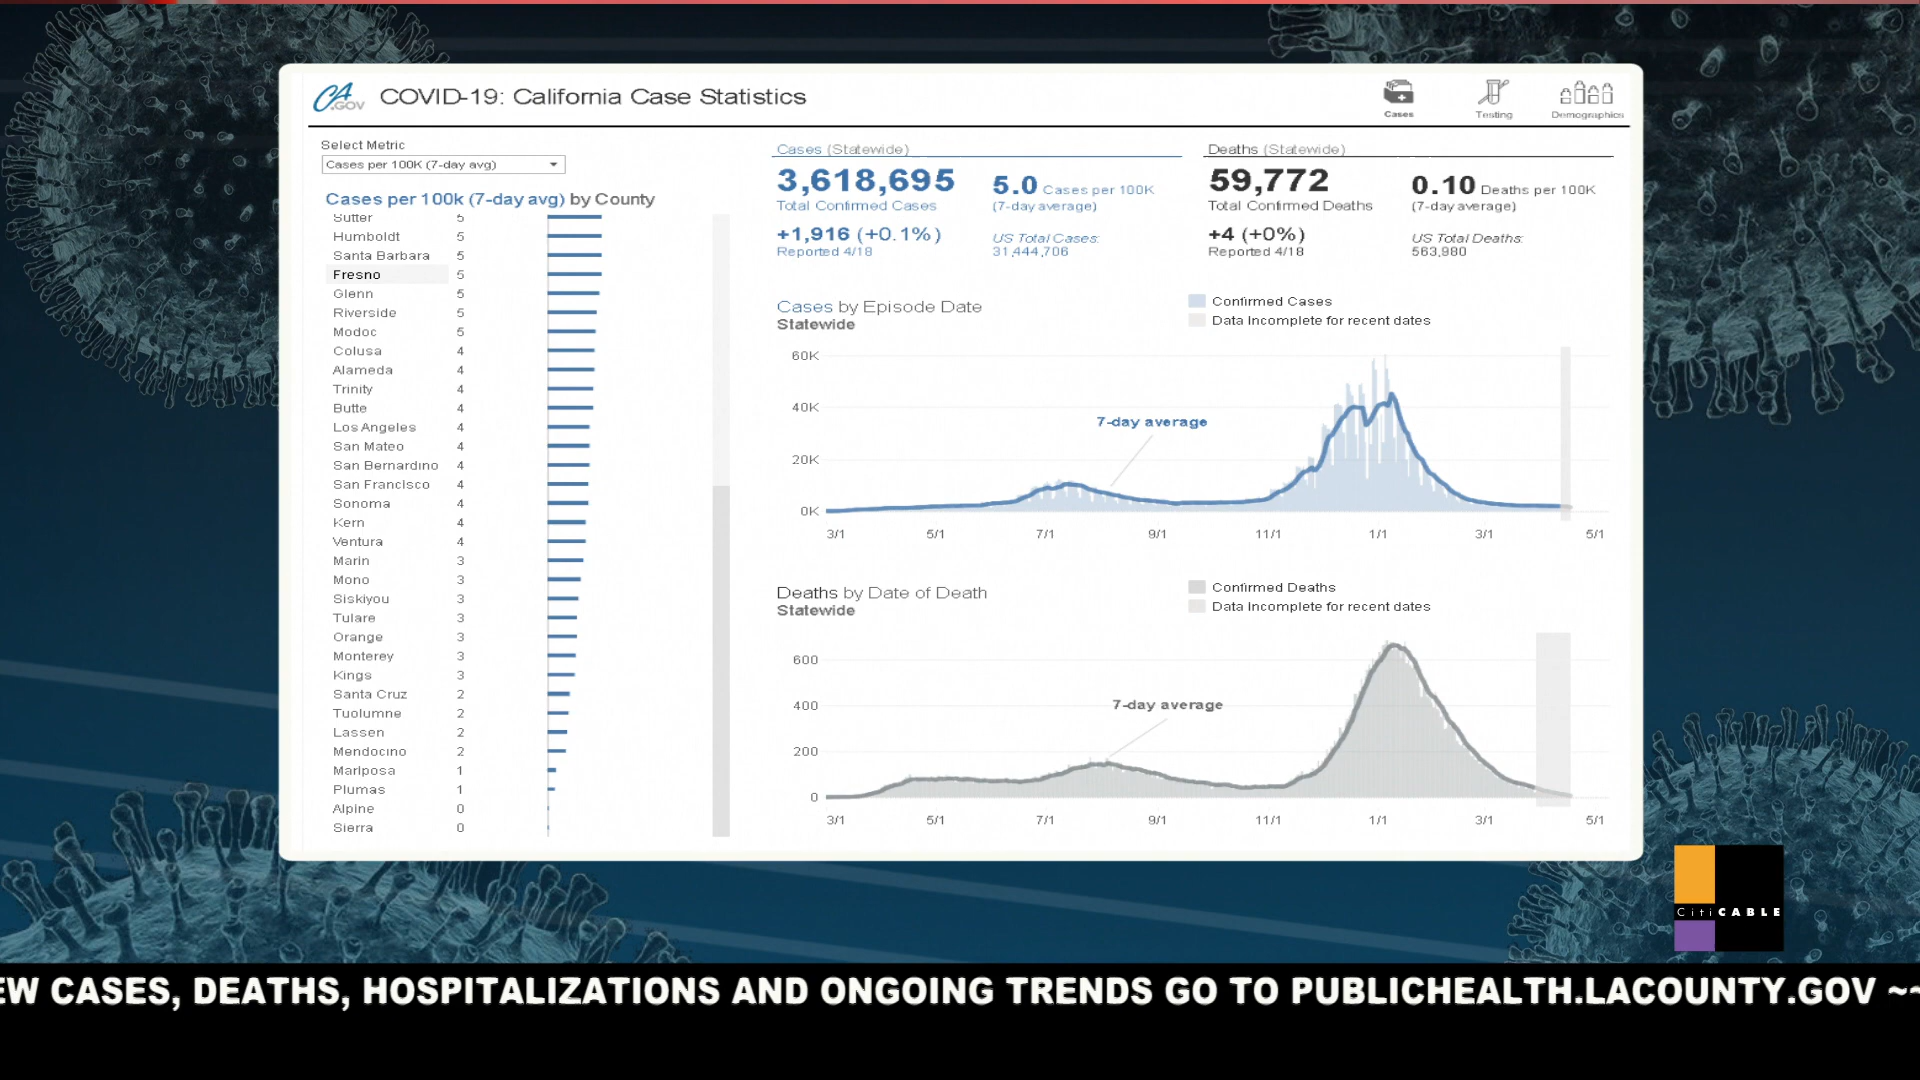 CA
.GOV
COVID-19: California Case Statistics
Cases
Testing
Demographics
Select Metric
Cases per 100K (7-day avg)
Cases per 100k (7-day avg) by County
Sutter 5
Humboldt 5
Santa Barbara 5
Fresno 5
Glenn 5
Riverside 5
Modoc 5
Colusa 4
Alameda 4
Trinity 4
Butte 4
Los Angeles 4
San Mateo 4
San Bernardino 4
San Francisco 4
Sonoma 4
Kern 4
Ventura 4
Marin 3
Mono 3
Siskiyou 3
Tulare 3
Orange 3
Monterey 3
Kings 3
Santa Cruz 2
Tuolumne 2
Lassen 2
Mendocino 2
Mariposa 1
Plumas 1
Alpine 0
Sierra 0
Cases (Statewide)
3,618,695
Total Confirmed Cases
+1,916 (+0.1%)
Reported 4/18
5.0 Cases per 100K
(7-day average)
US Total Cases:
31,444,706
Deaths (Statewide)
59,772
Total Confirmed Deaths
+4 (+0%)
Reported 4/18
0.10 Deaths per 100K
(7-day average)
US Total Deaths:
563,980
Cases by Episode Date
Statewide
Confirmed Cases
Data Incomplete for recent dates
60K
40K
20K
0K
7-day average
3/1 5/1 7/1 9/1 11/1 1/1 3/1 5/1
Deaths by Date of Death
Statewide
Confirmed Deaths
Data Incomplete for recent dates
600
400
200
0
7-day average
3/1 5/1 7/1 9/1 11/1 1/1 3/1 5/1
CitiCABLE
EW CASES, DEATHS, HOSPITALIZATIONS AND ONGOING TRENDS GO TO PUBLICHEALTH.LACOUNTY.GOV ~~